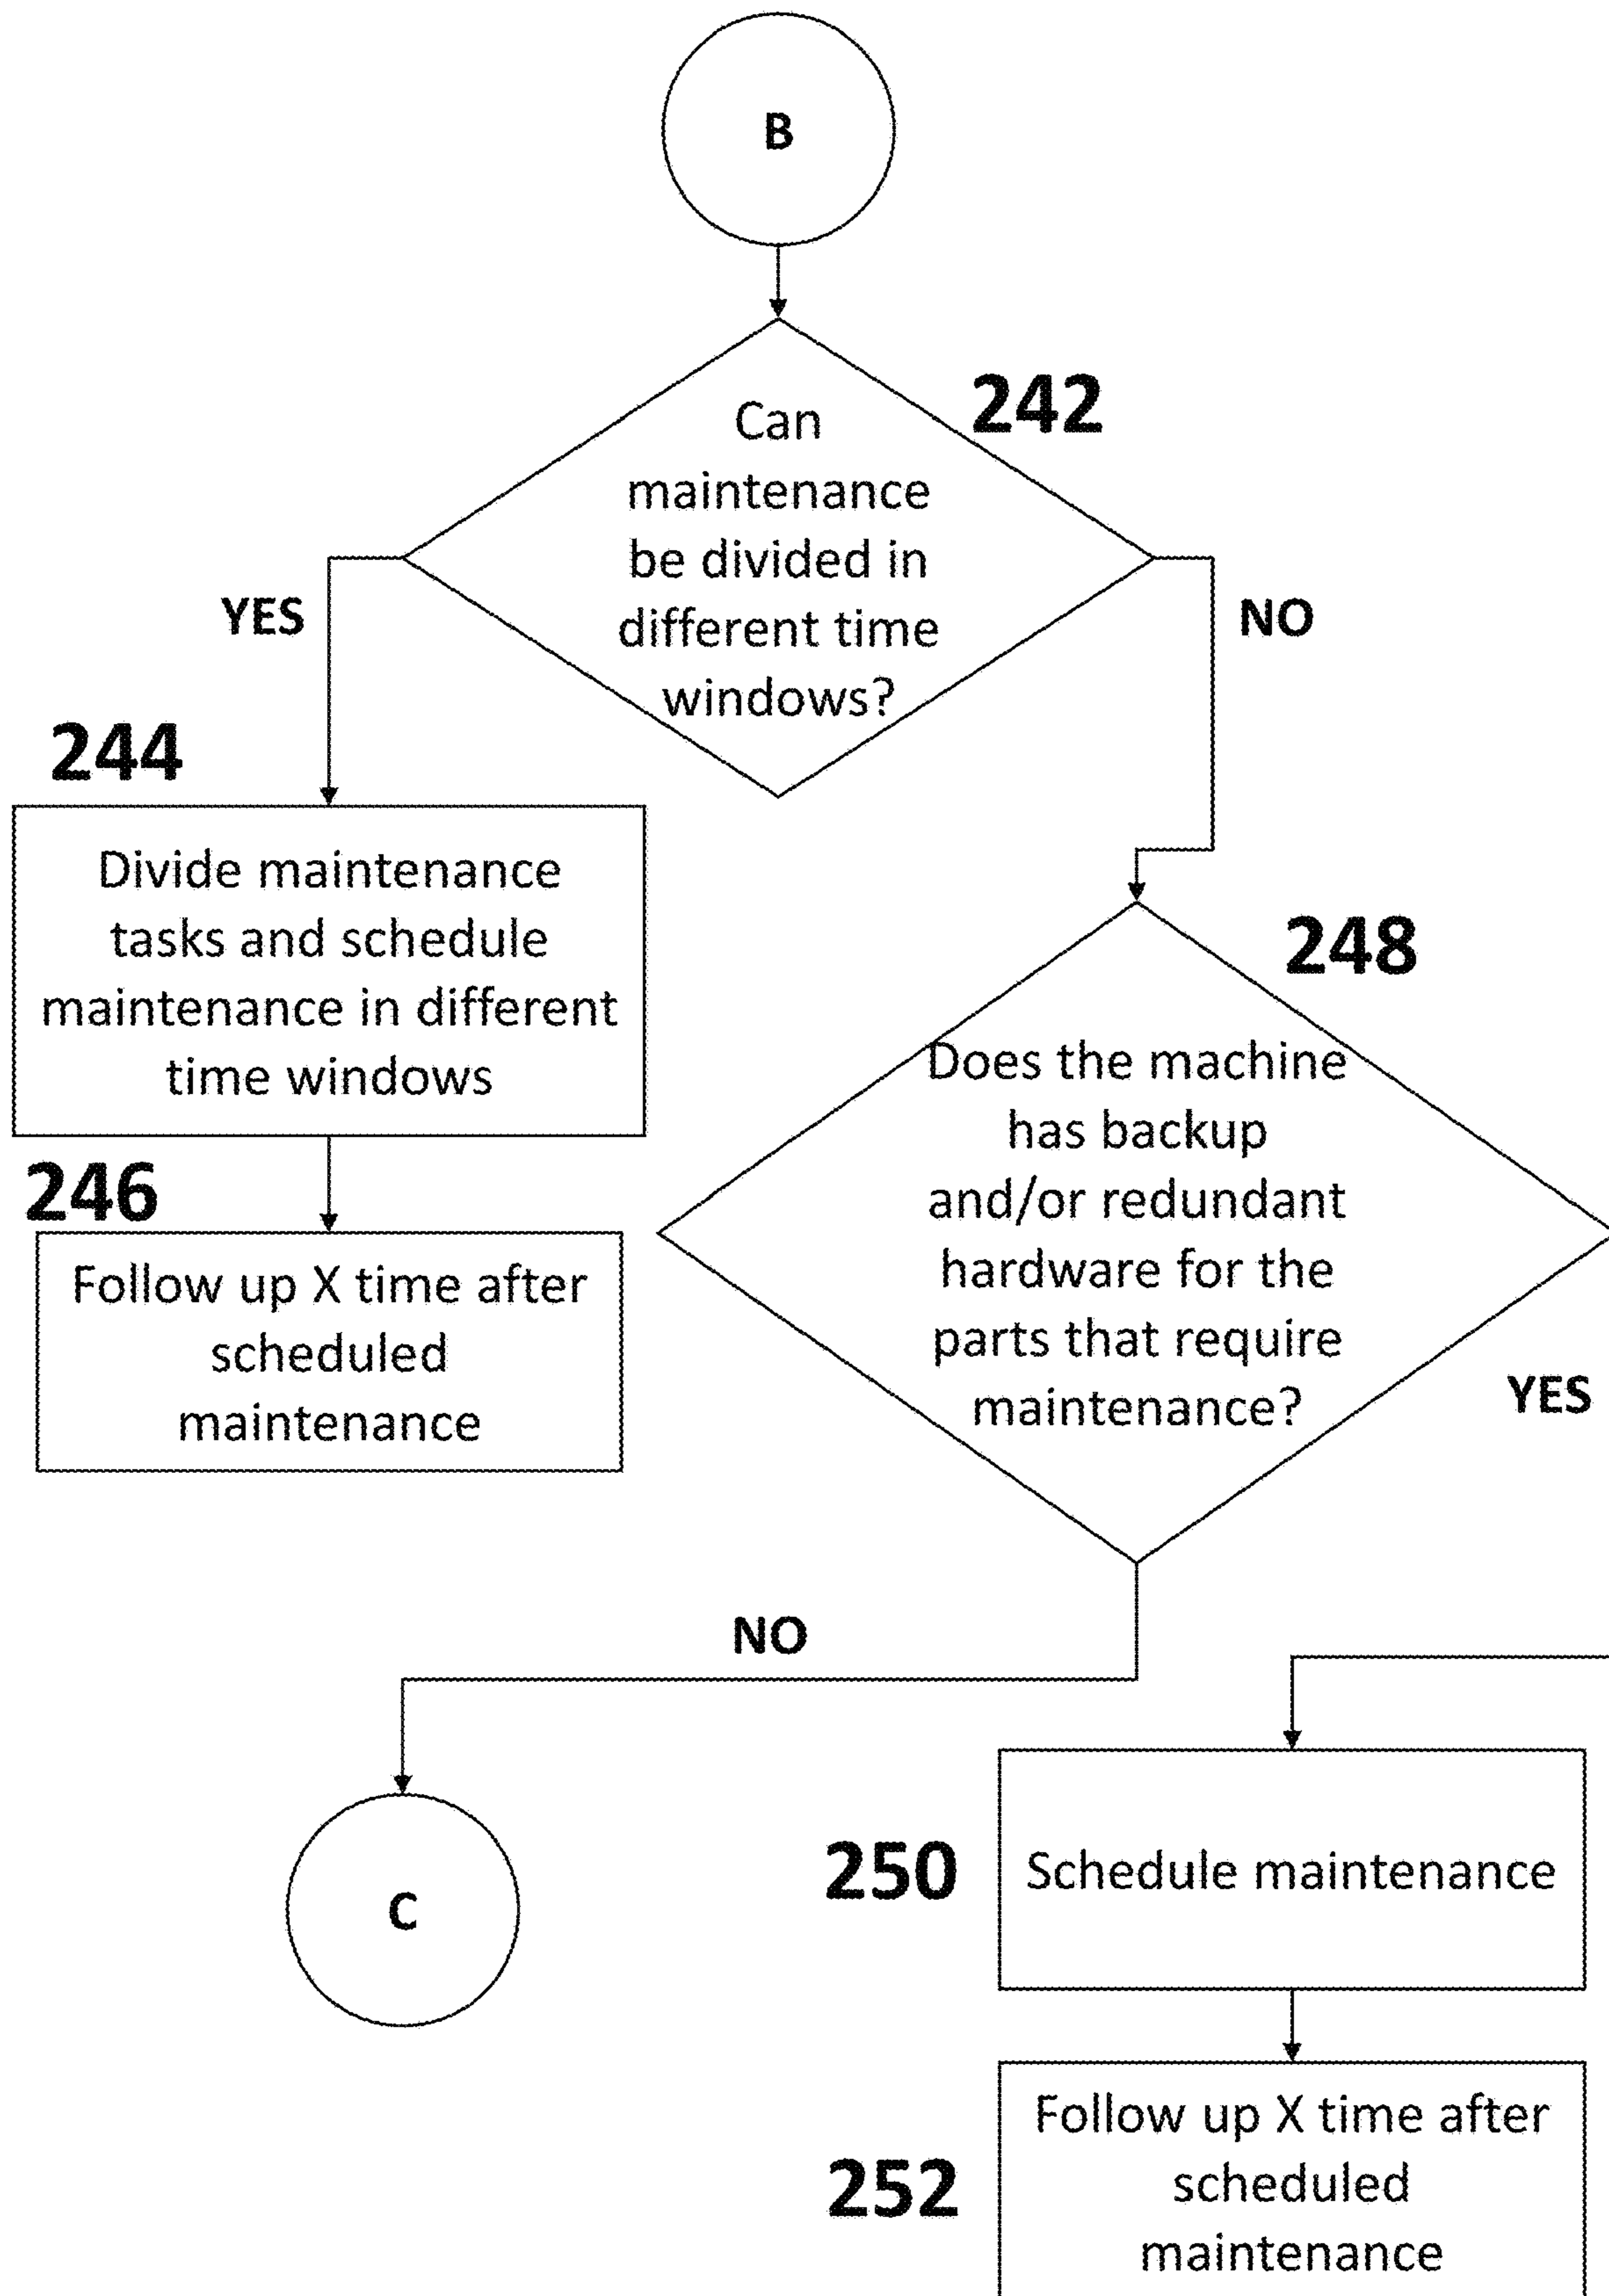 B
242
Can
maintenance
be divided in
different time
windows?
YES
NO
244
Divide maintenance
tasks and schedule
maintenance in different
time windows
246
Follow up X time after
scheduled
maintenance
248
Does the machine
has backup
and/or redundant
hardware for the
parts that require
maintenance?
YES
NO
C
250
Schedule maintenance
252
Follow up X time after
scheduled
maintenance